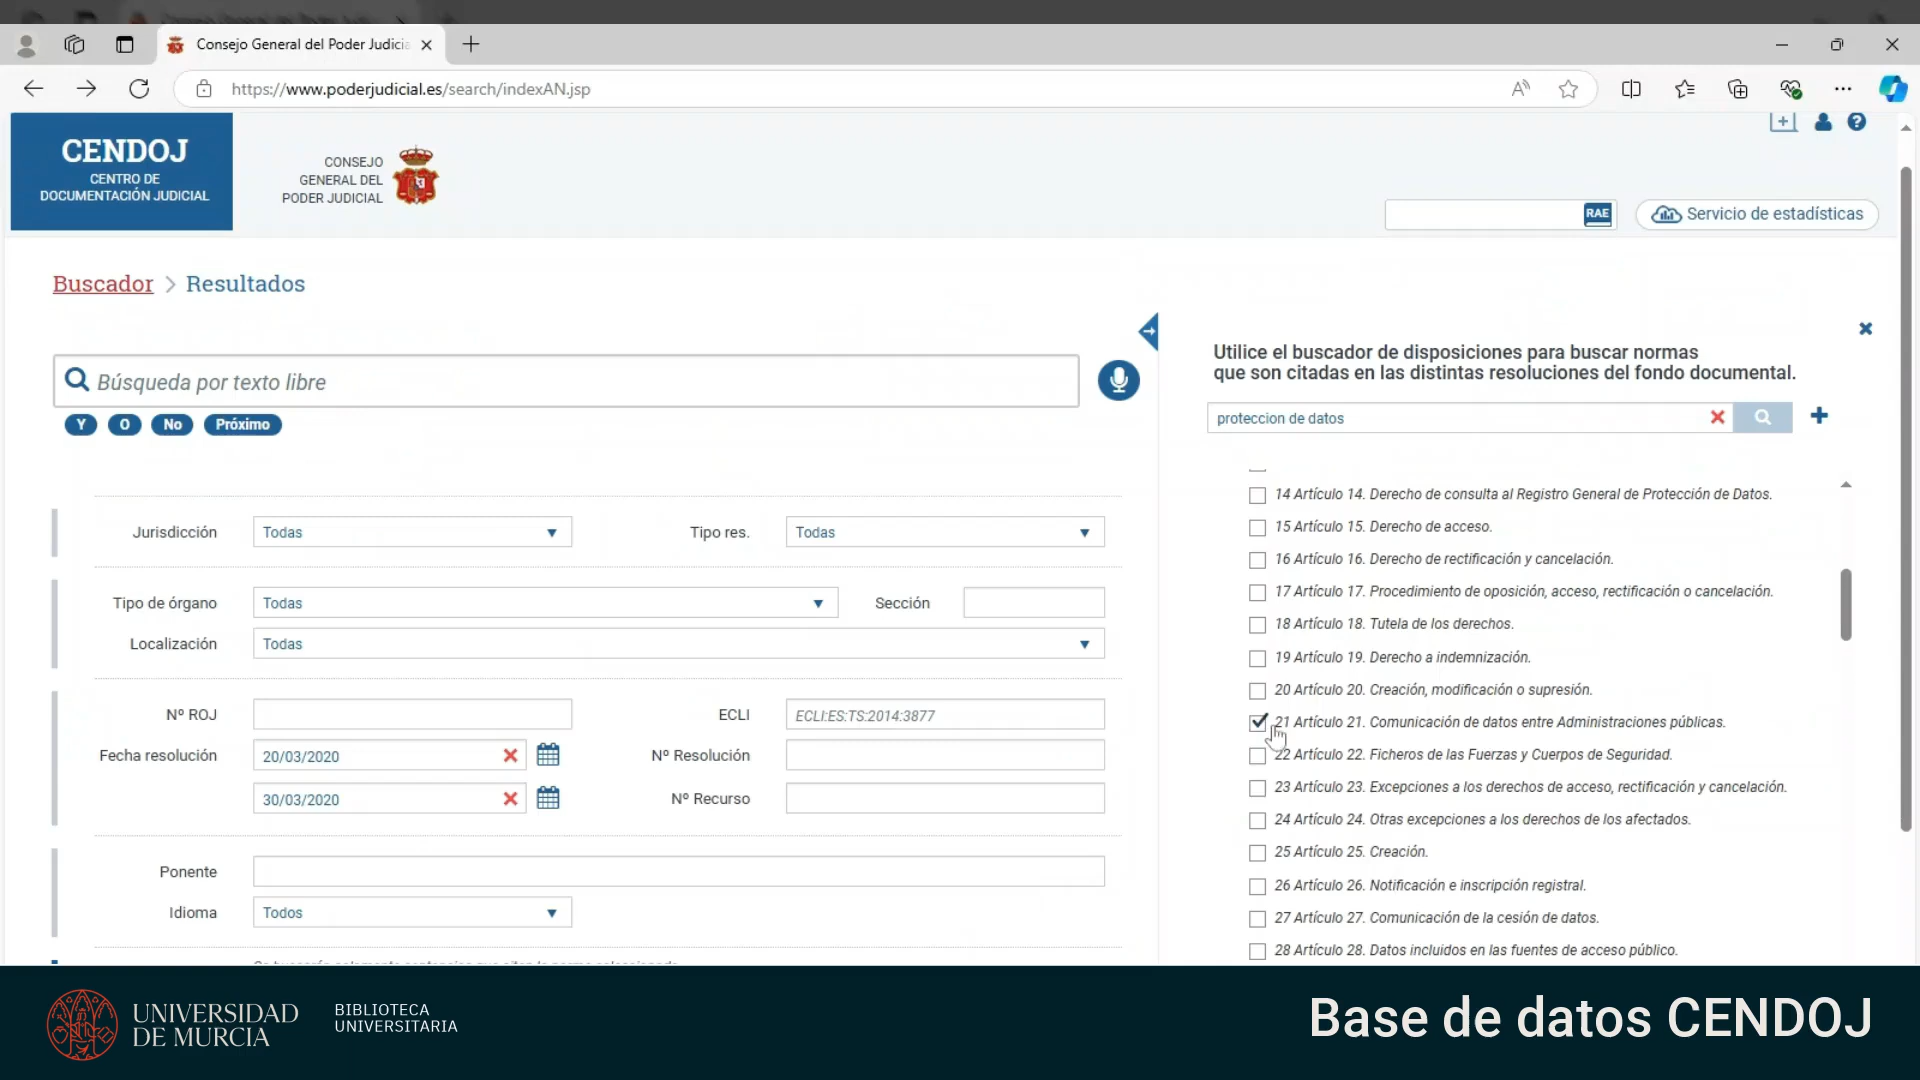 Consejo General del Poder Judicia
https://www.poderjudicial.es/search/indexAN.jsp
CENDOJ
CENTRO DE
DOCUMENTACIÓN JUDICIAL
CONSEJO
GENERAL DEL
PODER JUDICIAL
RAE
Servicio de estadísticas
Buscador > Resultados
Búsqueda por texto libre
Y O No Próximo
Jurisdicción Todas Tipo res. Todas
Tipo de órgano Todas Sección
Localización Todas
Nº ROJ ECLI ECLI:ES:TS:2014:3877
Fecha resolución 20/03/2020 Nº Resolución
30/03/2020 Nº Recurso
Ponente
Idioma Todos
Utilice el buscador de disposiciones para buscar normas
que son citadas en las distintas resoluciones del fondo documental.
proteccion de datos
14 Artículo 14. Derecho de consulta al Registro General de Protección de Datos.
15 Artículo 15. Derecho de acceso.
16 Artículo 16. Derecho de rectificación y cancelación.
17 Artículo 17. Procedimiento de oposición, acceso, rectificación o cancelación.
18 Artículo 18. Tutela de los derechos.
19 Artículo 19. Derecho a indemnización.
20 Artículo 20. Creación, modificación o supresión.
21 Artículo 21. Comunicación de datos entre Administraciones públicas.
22 Artículo 22. Ficheros de las Fuerzas y Cuerpos de Seguridad.
23 Artículo 23. Excepciones a los derechos de acceso, rectificación y cancelación.
24 Artículo 24. Otras excepciones a los derechos de los afectados.
25 Artículo 25. Creación.
26 Artículo 26. Notificación e inscripción registral.
27 Artículo 27. Comunicación de la cesión de datos.
28 Artículo 28. Datos incluidos en las fuentes de acceso público.
UNIVERSIDAD
DE MURCIA
BIBLIOTECA
UNIVERSITARIA
Base de datos CENDOJ